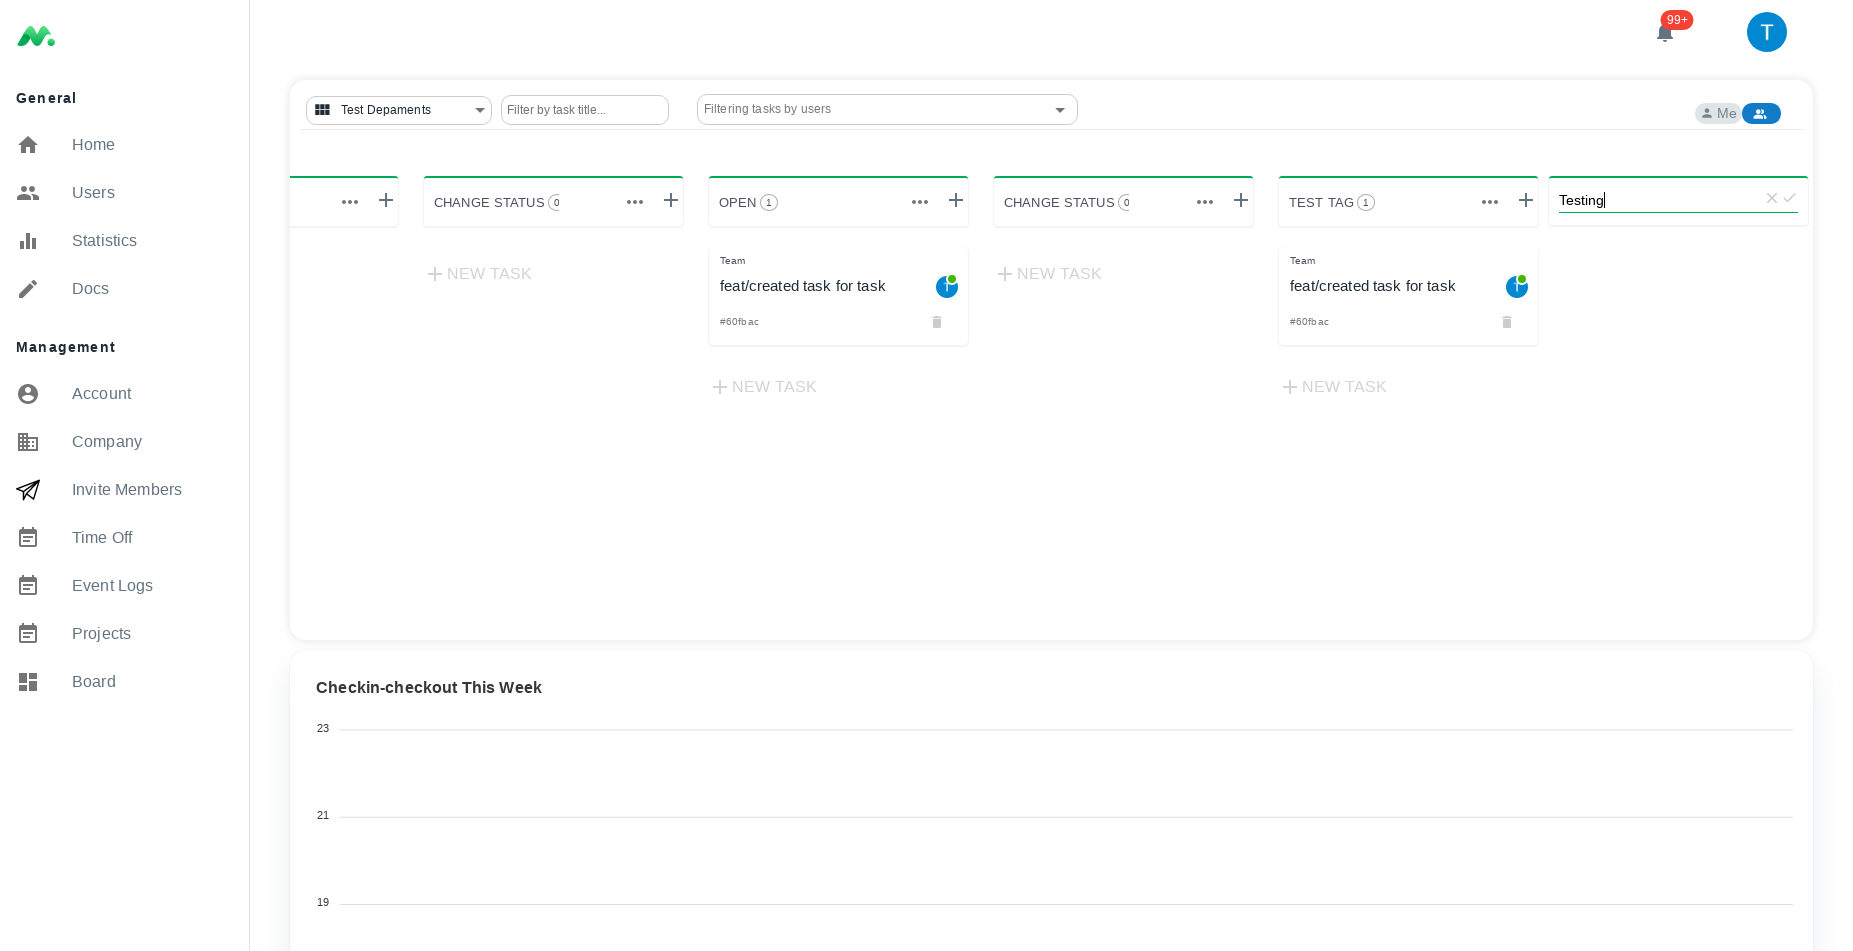 99+
T
General
Home
Users
Statistics
Docs
Management
Account
Company
Invite Members
Time Off
Event Logs
Projects
Board
Test Depaments
Filter by task title...
Filtering tasks by users
Me
CHANGE STATUS 0
OPEN 1
CHANGE STATUS 0
TEST TAG 1
Testing
NEW TASK
Team
feat/created task for task
T
#60fbac
NEW TASK
NEW TASK
Team
feat/created task for task
T
#60fbac
NEW TASK
Checkin-checkout This Week
23
21
19